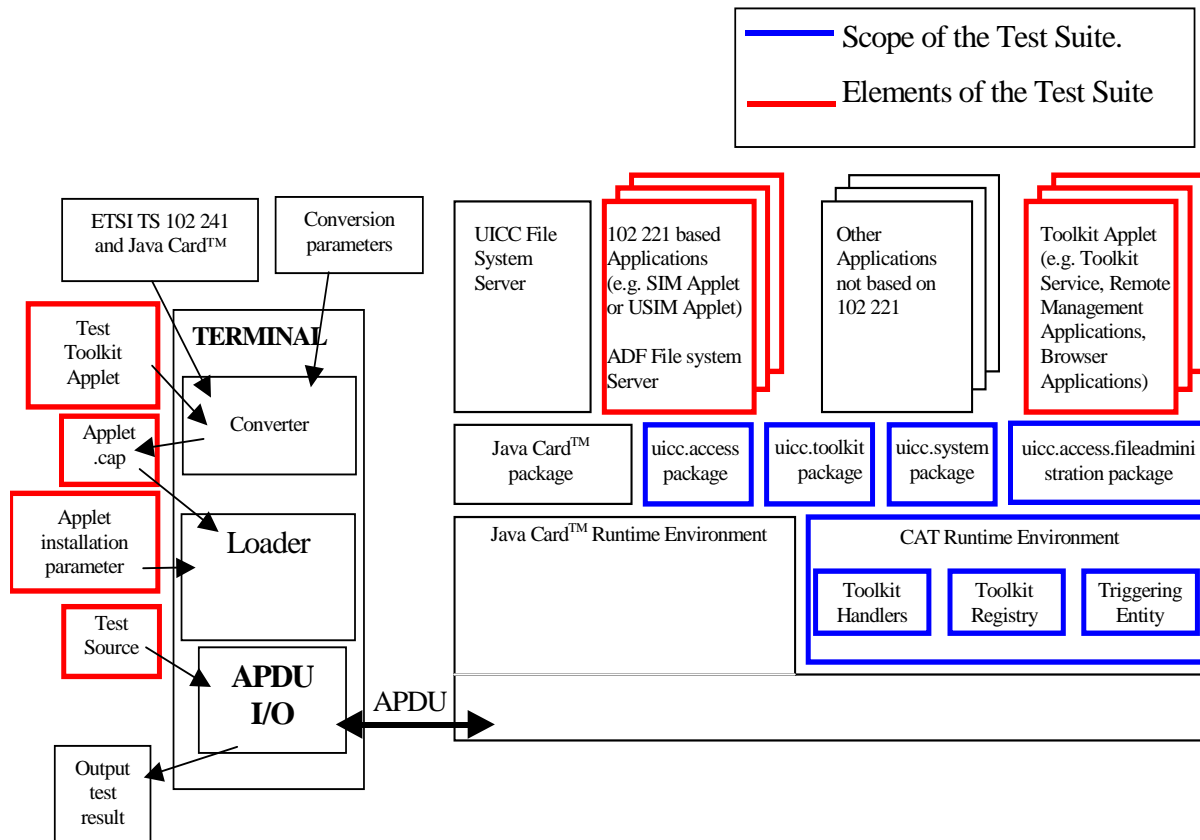 Scope of the Test Suite.
Elements of the Test Suite
ETSI TS 102 241
and Java Card™
Conversion
parameters
UICC File
System
Server
102 221 based
Applications
(e.g. SIM Applet
or USIM Applet)
ADF File system
Server
Other
Applications
not based on
102 221
Toolkit Applet
(e.g. Toolkit
Service, Remote
Management
Applications,
Browser
Applications)
Test
Toolkit
Applet
TERMINAL
Converter
Applet
.cap
Java Card™
package
uicc.access
package
uicc.toolkit
package
uicc.system
package
uicc.access.fileadmini
stration package
Applet
installation
parameter
Loader
Java Card™ Runtime Environment
CAT Runtime Environment
Toolkit
Handlers
Toolkit
Registry
Triggering
Entity
Test
Source
APDU
I/O
APDU
Output
test
result